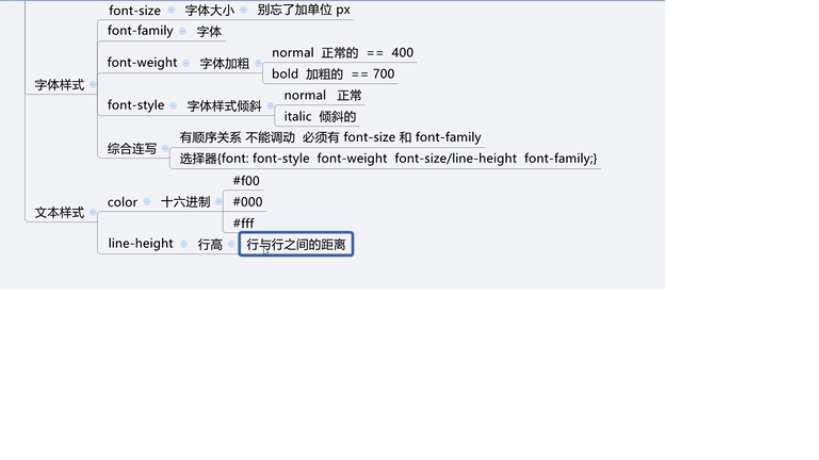 font-size 字体大小 别忘了加单位 px
font-family 字体
字体样式
font-weight 字体加粗
normal 正常的 == 400
bold 加粗的 == 700
font-style 字体样式倾斜
normal 正常
italic 倾斜的
综合连写
有顺序关系 不能调动 必须有 font-size 和 font-family
选择器{font: font-style font-weight font-size/line-height font-family;}
文本样式
color 十六进制
#f00
#000
#fff
line-height 行高 行与行之间的距离